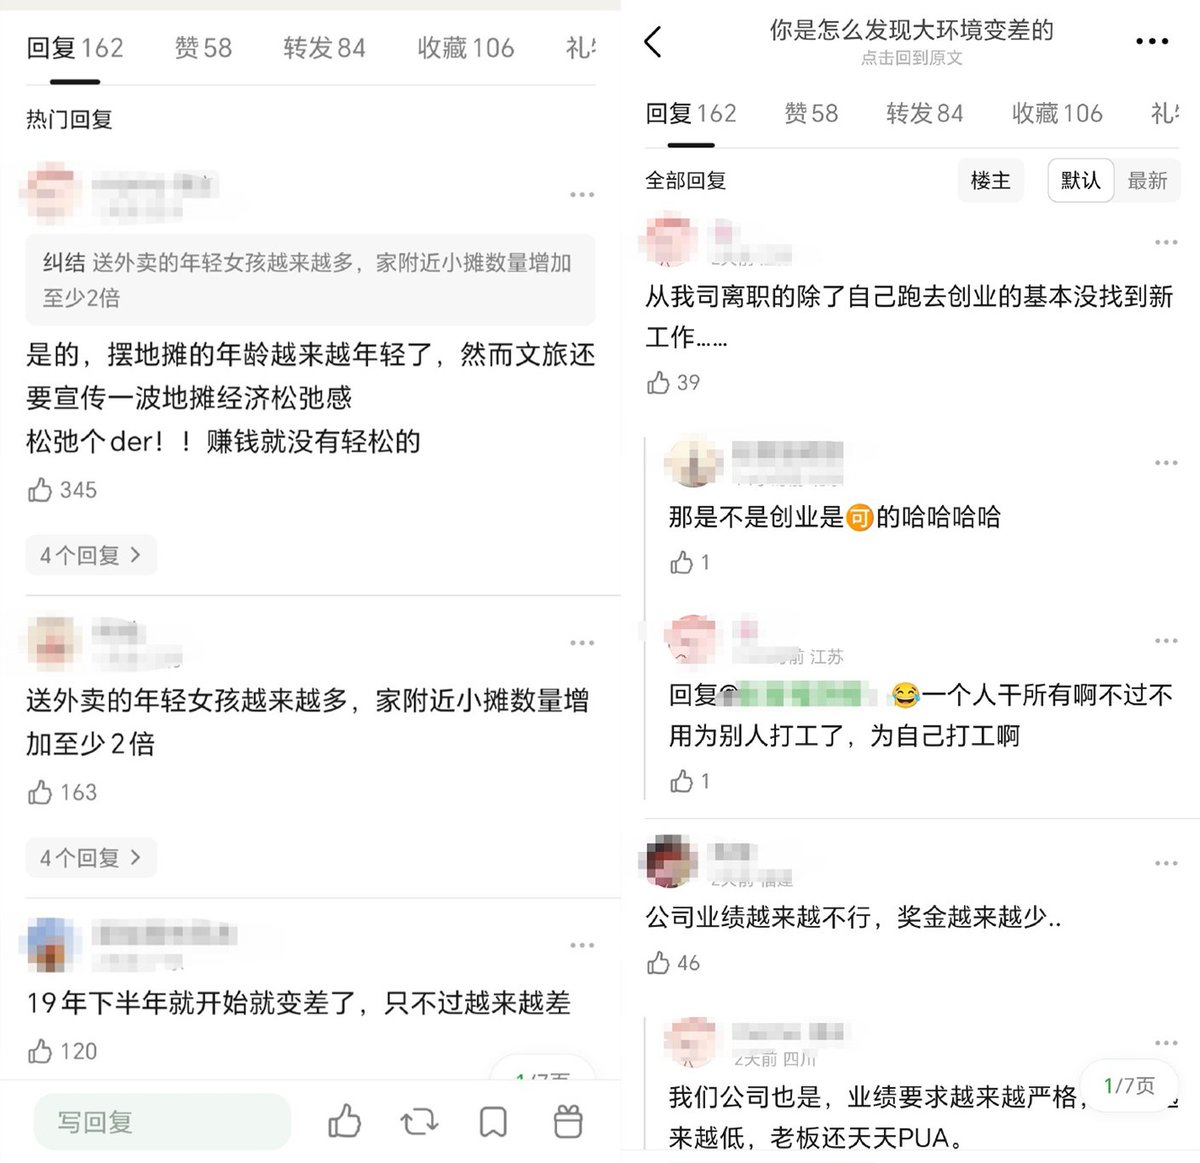 回复 162 赞 58 转发 84 收藏 106
热门回复
纠结 送外卖的年轻女孩越来越多，家附近小摊数量增加
至少2倍
是的，摆地摊的年龄越来越年轻了，然而文旅还
要宣传一波地摊经济松弛感
松弛个der！！赚钱就没有轻松的
345
4个回复 >
送外卖的年轻女孩越来越多，家附近小摊数量增
加至少2倍
163
4个回复 >
19年下半年就开始就变差了，只不过越来越差
120
1/7页
写回复
你是怎么发现大环境变差的
点击回到原文
回复 162 赞 58 转发 84 收藏 106
全部回复 楼主 默认 最新
从我司离职的除了自己跑去创业的基本没找到新
工作……
39
那是不是创业是🉑的哈哈哈哈
1
前 江苏
回复@ 😂一个人干所有啊不过不
用为别人打工了，为自己打工啊
1
2天前 福建
公司业绩越来越不行，奖金越来越少..
46
2天前 四川
我们公司也是，业绩要求越来越严格，
来越低，老板还天天PUA。
1/7页